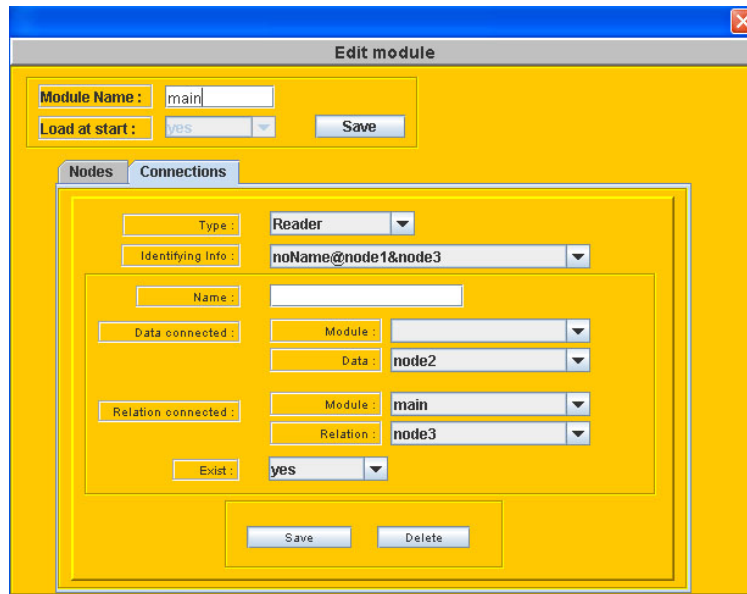 Edit module
Module Name : main
Load at start : yes Save
Nodes Connections
Type : Reader
Identifying Info : noName@node1&node3
Name :
Data connected : Module :
Data : node2
Relation connected : Module : main
Relation : node3
Exist : yes
Save Delete